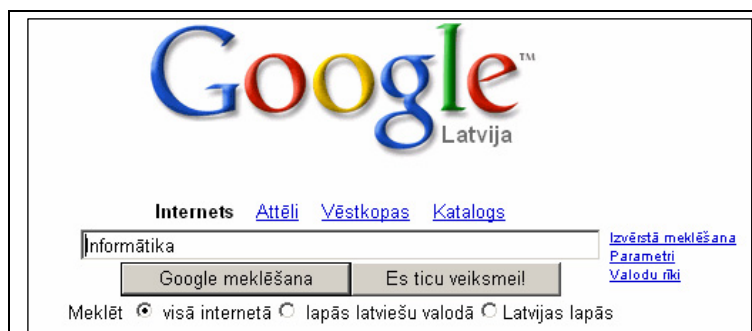 Google™
Latvija
Internets Attēli Vēstkopas Katalogs
Informātika
Izvērstā meklēšana
Parametri
Valodu rīki
Google meklēšana Es ticu veiksmei!
Meklēt visā internetā lapās latviešu valodā Latvijas lapās